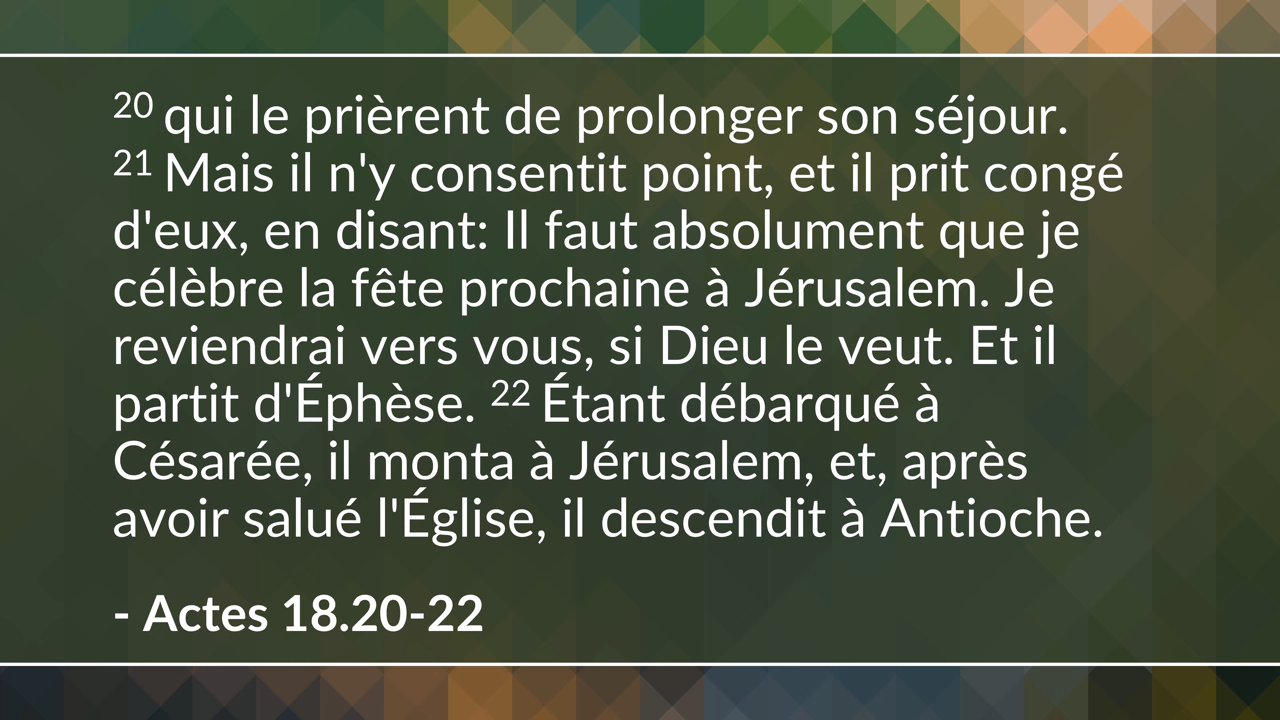 20 qui le prièrent de prolonger son séjour.
21 Mais il n'y consentit point, et il prit congé
d'eux, en disant: Il faut absolument que je
célèbre la fête prochaine à Jérusalem. Je
reviendrai vers vous, si Dieu le veut. Et il
partit d'Éphèse. 22 Étant débarqué à
Césarée, il monta à Jérusalem, et, après
avoir salué l'Église, il descendit à Antioche.
- Actes 18.20-22